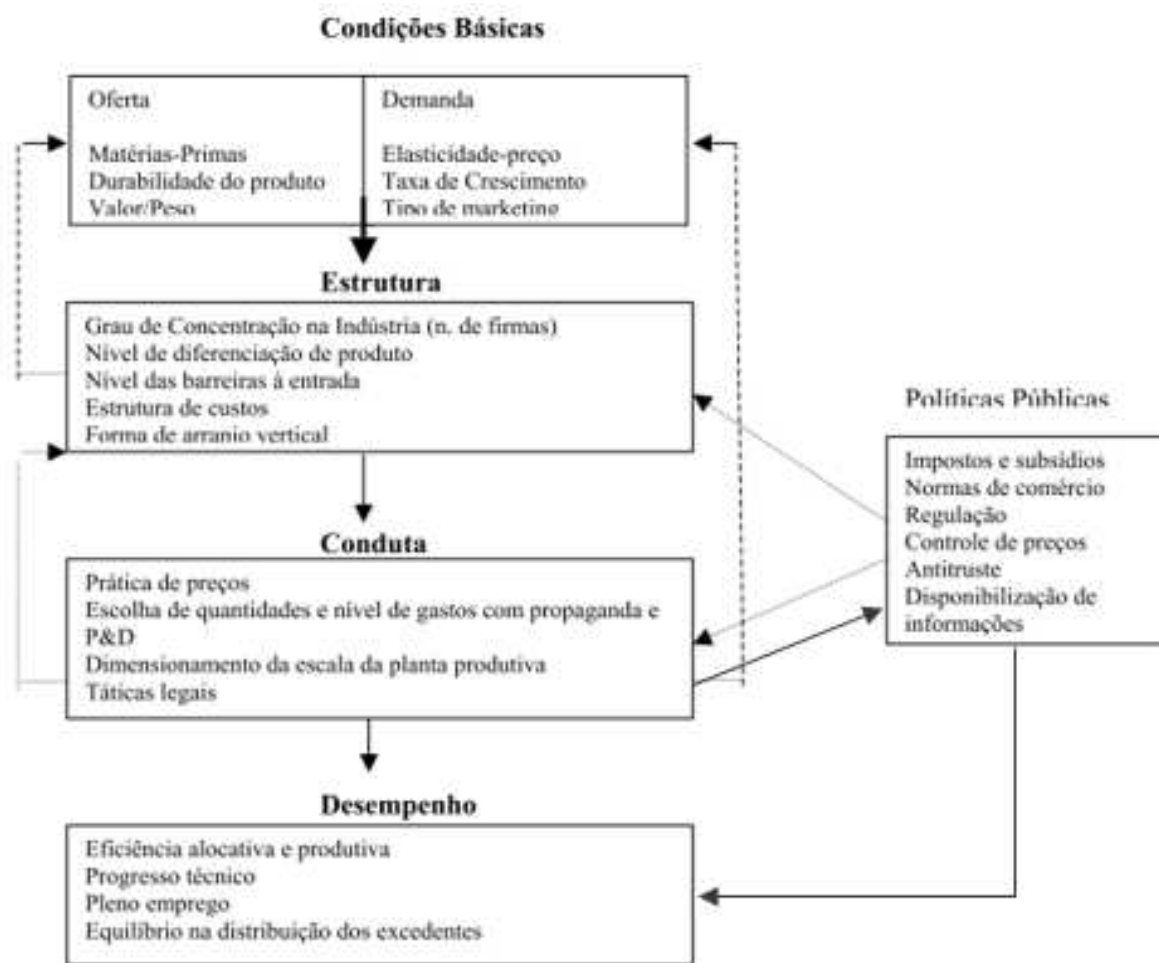 Condições Básicas
Oferta
Matérias-Primas
Durabilidade do produto
Valor/Peso
Demanda
Elasticidade-preço
Taxa de Crescimento
Tipo de marketing
Estrutura
Grau de Concentração na Indústria (n. de firmas)
Nível de diferenciação de produto
Nível das barreiras à entrada
Estrutura de custos
Forma de arranjo vertical
Políticas Públicas
Impostos e subsídios
Normas de comércio
Regulação
Controle de preços
Antitruste
Disponibilização de
informações
Conduta
Prática de preços
Escolha de quantidades e nível de gastos com propaganda e
P&D
Dimensionamento da escala da planta produtiva
Táticas legais
Desempenho
Eficiência alocativa e produtiva
Progresso técnico
Pleno emprego
Equilíbrio na distribuição dos excedentes